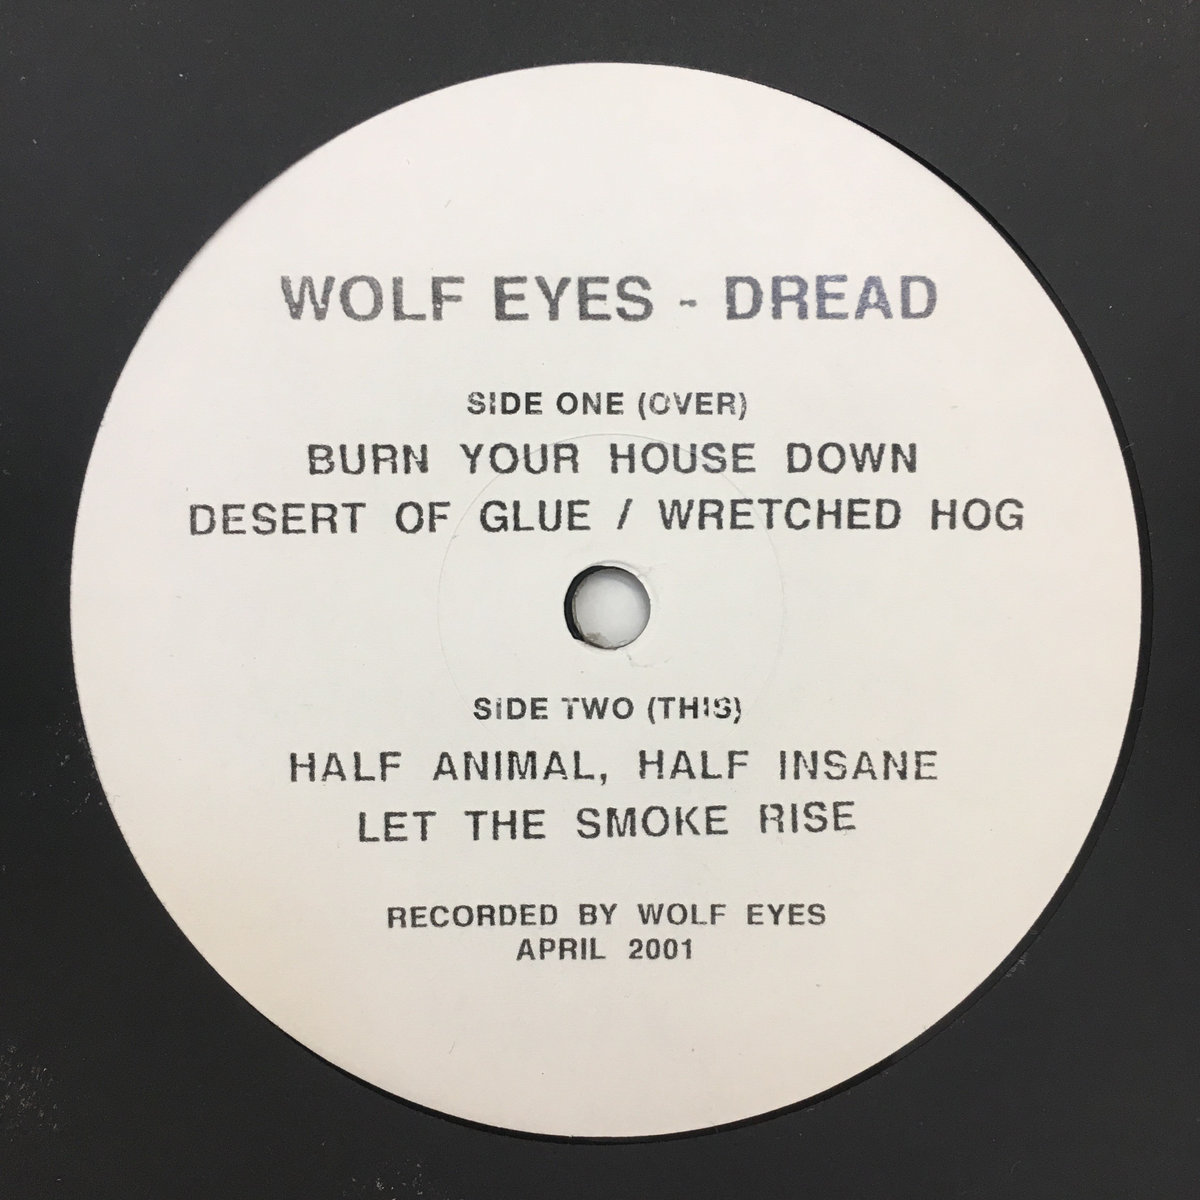 WOLF EYES - DREAD
SIDE ONE (OVER)
BURN YOUR HOUSE DOWN
DESERT OF GLUE / WRETCHED HOG
SIDE TWO (THIS)
HALF ANIMAL, HALF INSANE
LET THE SMOKE RISE
RECORDED BY WOLF EYES
APRIL 2001